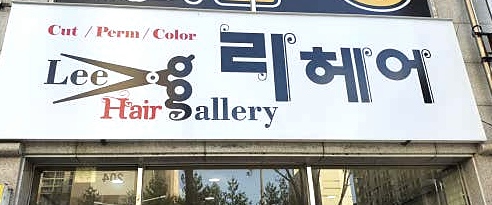 Cut / Perm / Color
Lee
Hair gallery
리헤어
204